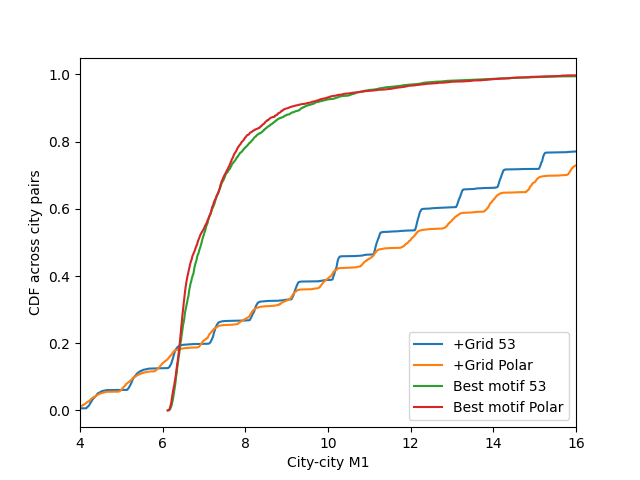 1.0
0.8
0.6
0.4
0.2
0.0
CDF across city pairs
4 6 8 10 12 14 16
City-city M1
+Grid 53
+Grid Polar
Best motif 53
Best motif Polar